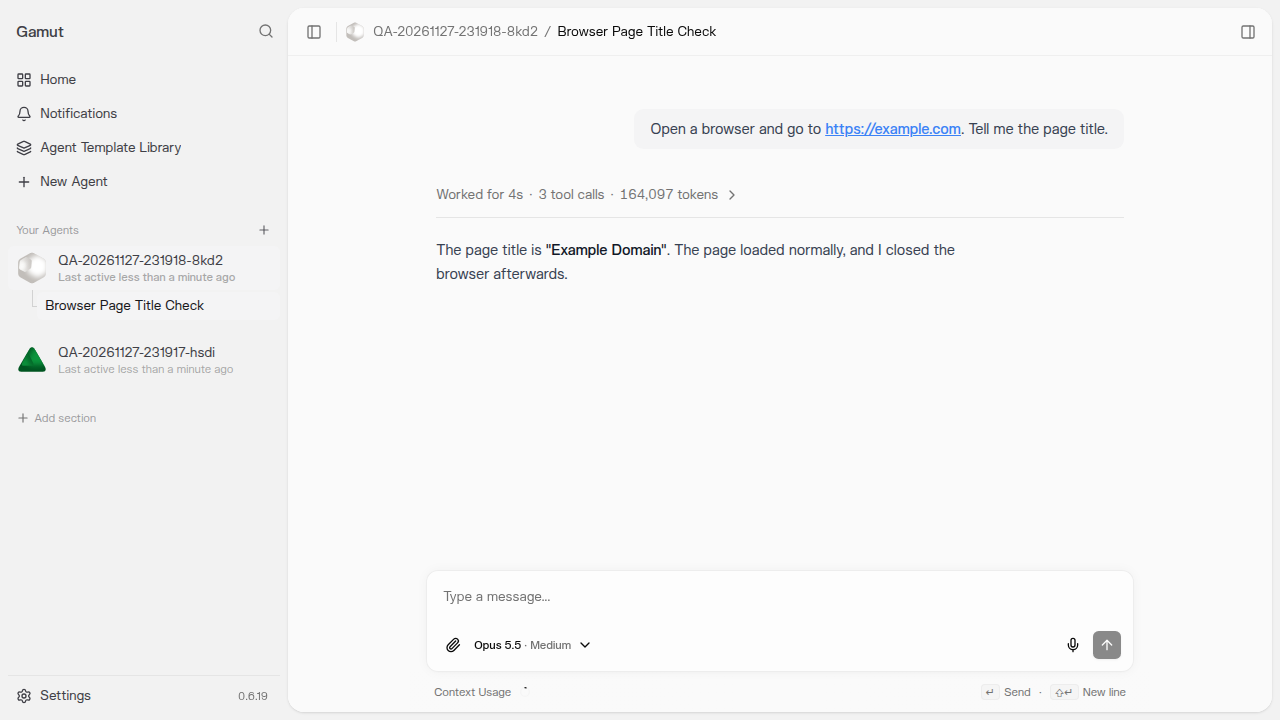 Gamut
Home
Notifications
Agent Template Library
New Agent
Your Agents
QA-20261127-231918-8kd2
Last active less than a minute ago
Browser Page Title Check
QA-20261127-231917-hsdi
Last active less than a minute ago
Add section
Settings
0.6.19
QA-20261127-231918-8kd2 / Browser Page Title Check
Open a browser and go to https://example.com. Tell me the page title.
Worked for 4s · 3 tool calls · 164,097 tokens
The page title is "Example Domain". The page loaded normally, and I closed the
browser afterwards.
Type a message...
Opus 5.5 · Medium
Context Usage
Send · New line